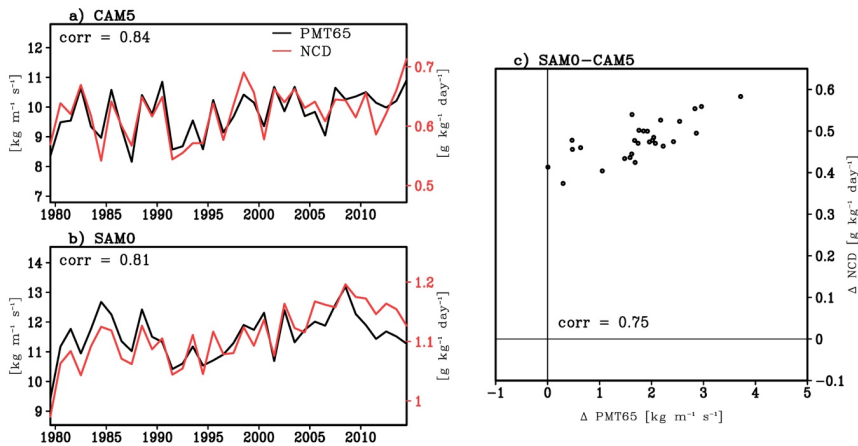 a) CAM5
corr = 0.84
PMT65
NCD
12
11
10
9
8
7
[kg m⁻¹ s⁻¹]
0.7
0.6
0.5
[g kg⁻¹ day⁻¹]
1980 1985 1990 1995 2000 2005 2010
b) SAM0
corr = 0.81
14
13
12
11
10
9
[kg m⁻¹ s⁻¹]
1.2
1.1
1
[g kg⁻¹ day⁻¹]
1980 1985 1990 1995 2000 2005 2010
c) SAM0-CAM5
corr = 0.75
0.6
0.5
0.4
0.3
0.2
0.1
0
-0.1
Δ NCD [g kg⁻¹ day⁻¹]
-1 0 1 2 3 4 5
Δ PMT65 [kg m⁻¹ s⁻¹]